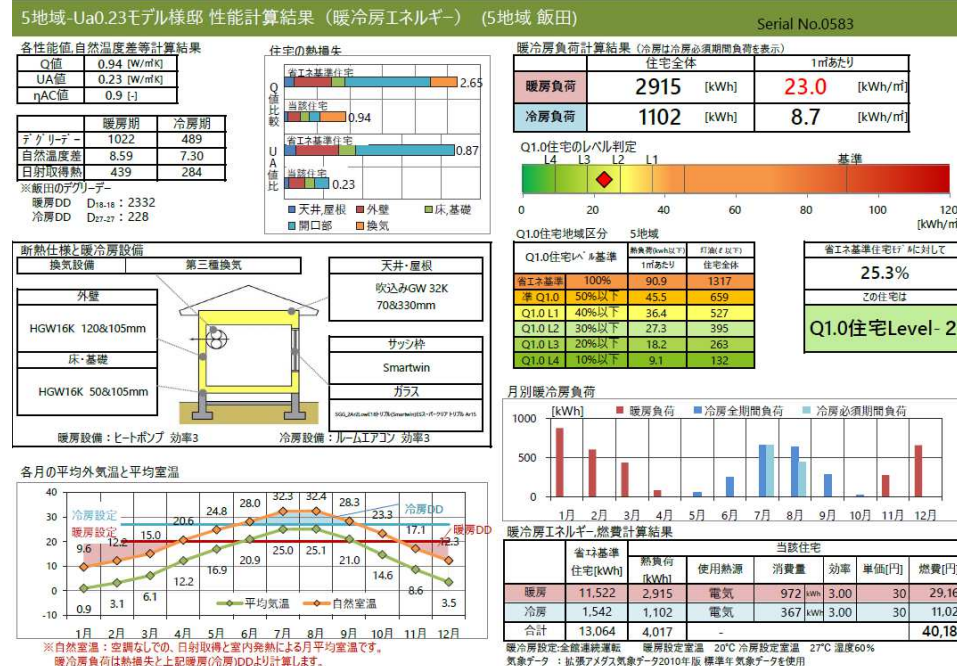 5地域-Ua0.23モデル様邸 性能計算結果（暖冷房エネルギー） (5地域 飯田)
Serial No.0583
各性能値,自然温度差等計算結果
Q値 0.94 [W/㎡K]
UA値 0.23 [W/㎡K]
ηAC値 0.9 [-]
暖房期 冷房期
デグリーデー 1022 489
自然温度差 8.59 7.30
日射取得熱 439 284
※飯田のデグリーデー
暖房DD D18-18：2332
冷房DD D27-27：228
住宅の熱損失
Q値比較
省エネ基準住宅 2.65
当該住宅 0.94
UA値比
省エネ基準住宅 0.87
当該住宅 0.23
天井,屋根 外壁 床,基礎
開口部 換気
暖冷房負荷計算結果（冷房は冷房必須期間負荷を表示）
住宅全体 1㎡あたり
暖房負荷 2915 [kWh] 23.0 [kWh/㎡]
冷房負荷 1102 [kWh] 8.7 [kWh/㎡]
Q1.0住宅のレベル判定
L4 L3 L2 L1 基準
0 20 40 60 80 100 120
[kWh/㎡
Q1.0住宅地域区分 5地域
Q1.0住宅レベル基準 熱負荷(kwh以下) 灯油(ℓ以下)
1㎡あたり 住宅全体
省エネ基準 100% 90.9 1317
準 Q1.0 50%以下 45.5 659
Q1.0 L1 40%以下 36.4 527
Q1.0 L2 30%以下 27.3 395
Q1.0 L3 20%以下 18.2 263
Q1.0 L4 10%以下 9.1 132
省エネ基準住宅モデルに対して
25.3%
この住宅は
Q1.0住宅Level- 2
断熱仕様と暖冷房設備
換気設備 第三種換気
外壁
HGW16K 120&105mm
床・基礎
HGW16K 50&105mm
天井・屋根
吹込みGW 32K
70&330mm
サッシ枠
Smartwin
ガラス
暖房設備：ヒートポンプ 効率3 冷房設備：ルームエアコン 効率3
月別暖冷房負荷
[kWh] 暖房負荷 冷房全期間負荷 冷房必須期間負荷
1000
500
0
1月 2月 3月 4月 5月 6月 7月 8月 9月 10月 11月 12月
各月の平均外気温と平均室温
40
30
20
10
0
-10
冷房設定
暖房設定
冷房DD
暖房DD
9.6 12.2 15.0 20.6 24.8 28.0 32.3 32.4 28.3 23.3 17.1 12.3
0.9 3.1 6.1 12.2 16.9 20.9 25.0 25.1 21.0 14.6 8.6 3.5
平均気温 自然室温
1月 2月 3月 4月 5月 6月 7月 8月 9月 10月 11月 12月
※自然室温：空調なしでの、日射取得と室内発熱による月平均室温です。
暖冷房負荷は熱損失と上記暖房(冷房)DDより計算します。
暖冷房エネルギー,燃費計算結果
省エネ基準住宅[kWh] 当該住宅
熱負荷[kWh] 使用熱源 消費量 効率 単価[円] 燃費[円]
暖房 11,522 2,915 電気 972 kWh 3.00 30 29,16
冷房 1,542 1,102 電気 367 kWh 3.00 30 11,02
合計 13,064 4,017 - 40,18
暖冷房設定:全館連続運転 暖房設定室温 20℃ 冷房設定室温 27℃ 湿度60%
気象データ ：拡張アメダス気象データ2010年版 標準年気象データを使用